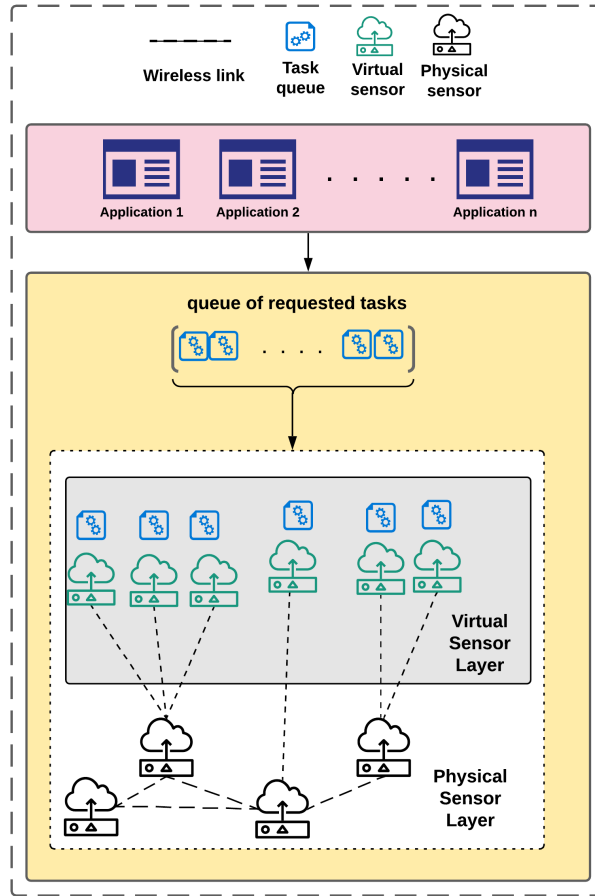 Wireless link
Task
queue
Virtual
sensor
Physical
sensor
Application 1
Application 2
. . . . .
Application n
queue of requested tasks
. . . .
Virtual
Sensor
Layer
Physical
Sensor
Layer